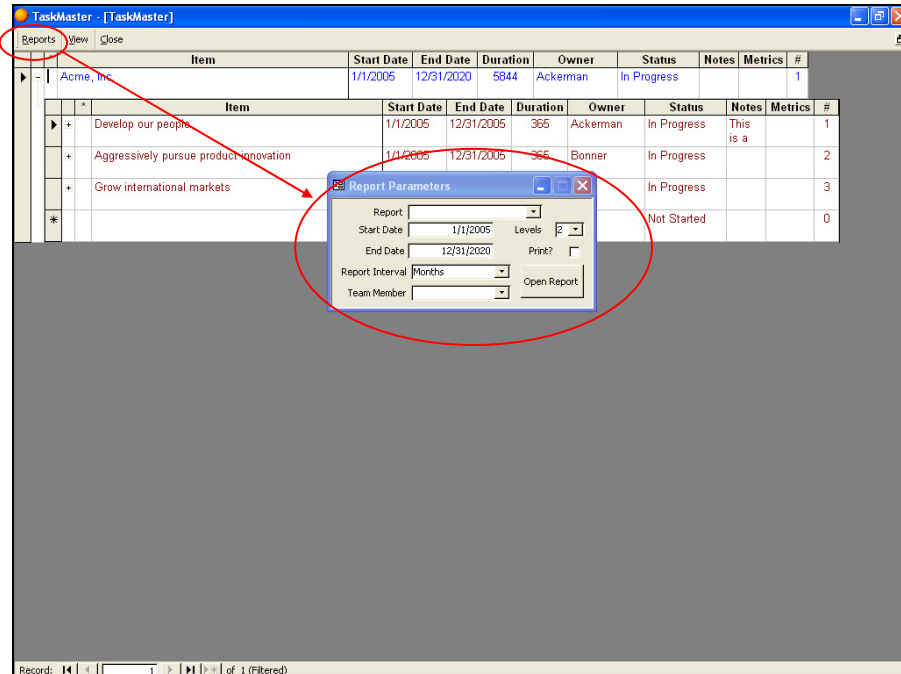 TaskMaster - [TaskMaster]
Reports View Close
Item Start Date End Date Duration Owner Status Notes Metrics #
Acme, Inc. 1/1/2005 12/31/2020 5844 Ackerman In Progress 1
* Item Start Date End Date Duration Owner Status Notes Metrics #
+ Develop our people 1/1/2005 12/31/2005 365 Ackerman In Progress This is a 1
+ Aggressively pursue product innovation 1/1/2005 12/31/2005 365 Bonner In Progress 2
+ Grow international markets In Progress 3
Not Started 0
Report Parameters
Report
Start Date 1/1/2005 Levels 2
End Date 12/31/2020 Print?
Report Interval Months
Open Report
Team Member
Record: 1 of 1 (Filtered)